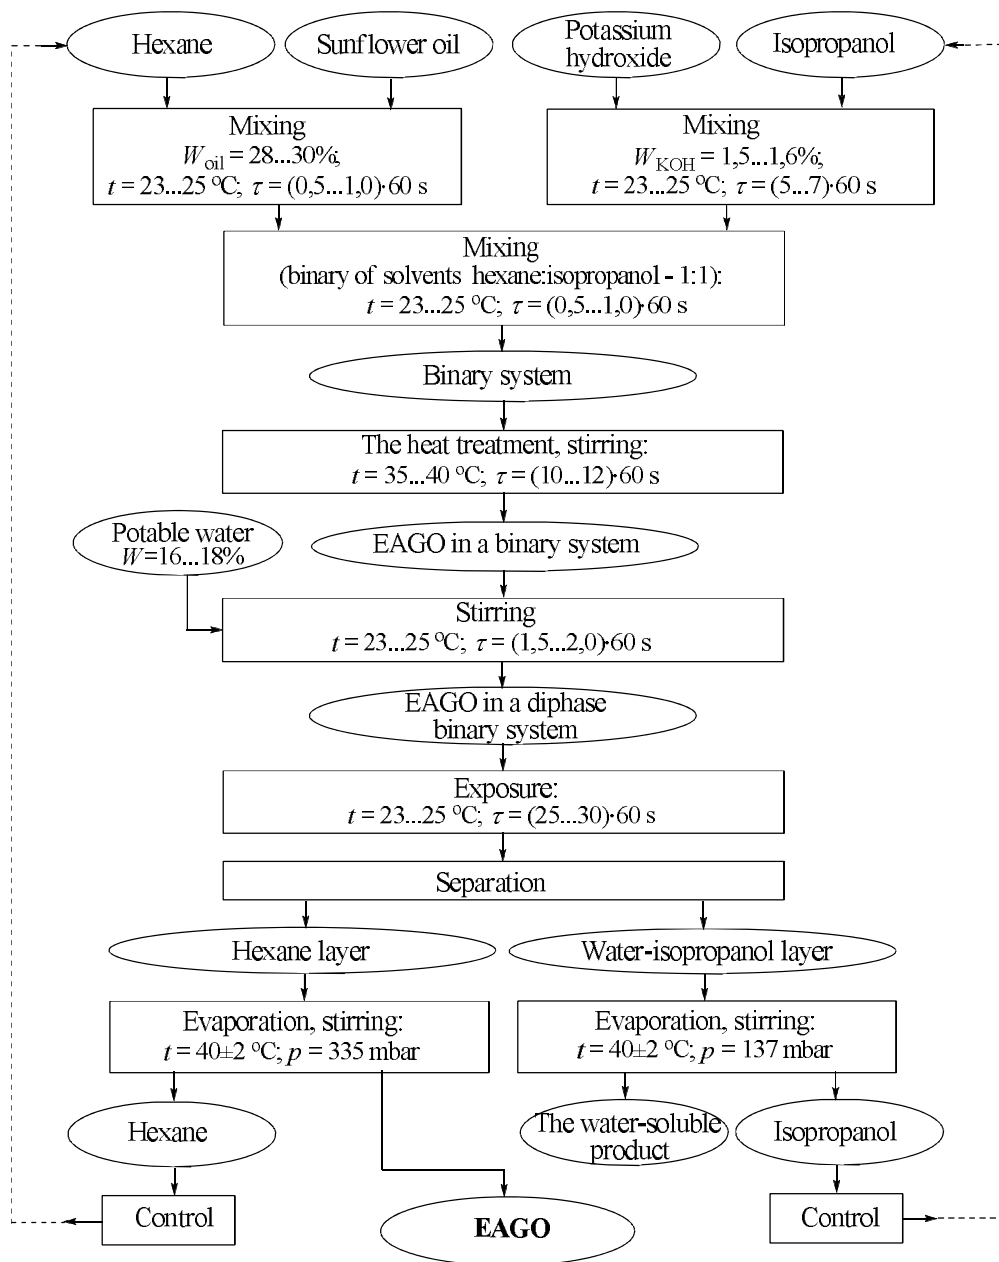 Hexane
Sunflower oil
Potassium
hydroxide
Isopropanol
Mixing
W oil = 28...30%;
t = 23...25 °C; τ = (0,5...1,0)·60 s
Mixing
W KOH = 1,5...1,6%;
t = 23...25 °C; τ = (5...7)·60 s
Mixing
(binary of solvents hexane:isopropanol - 1:1):
t = 23...25 °C; τ = (0,5...1,0)·60 s
Binary system
The heat treatment, stirring:
t = 35...40 °C; τ = (10...12)·60 s
Potable water
W=16...18%
EAGO in a binary system
Stirring
t = 23...25 °C; τ = (1,5...2,0)·60 s
EAGO in a diphase
binary system
Exposure:
t = 23...25 °C; τ = (25...30)·60 s
Separation
Hexane layer
Water-isopropanol layer
Evaporation, stirring:
t = 40±2 °C; p = 335 mbar
Evaporation, stirring:
t = 40±2 °C; p = 137 mbar
Hexane
The water-soluble
product
Isopropanol
Control
EAGO
Control